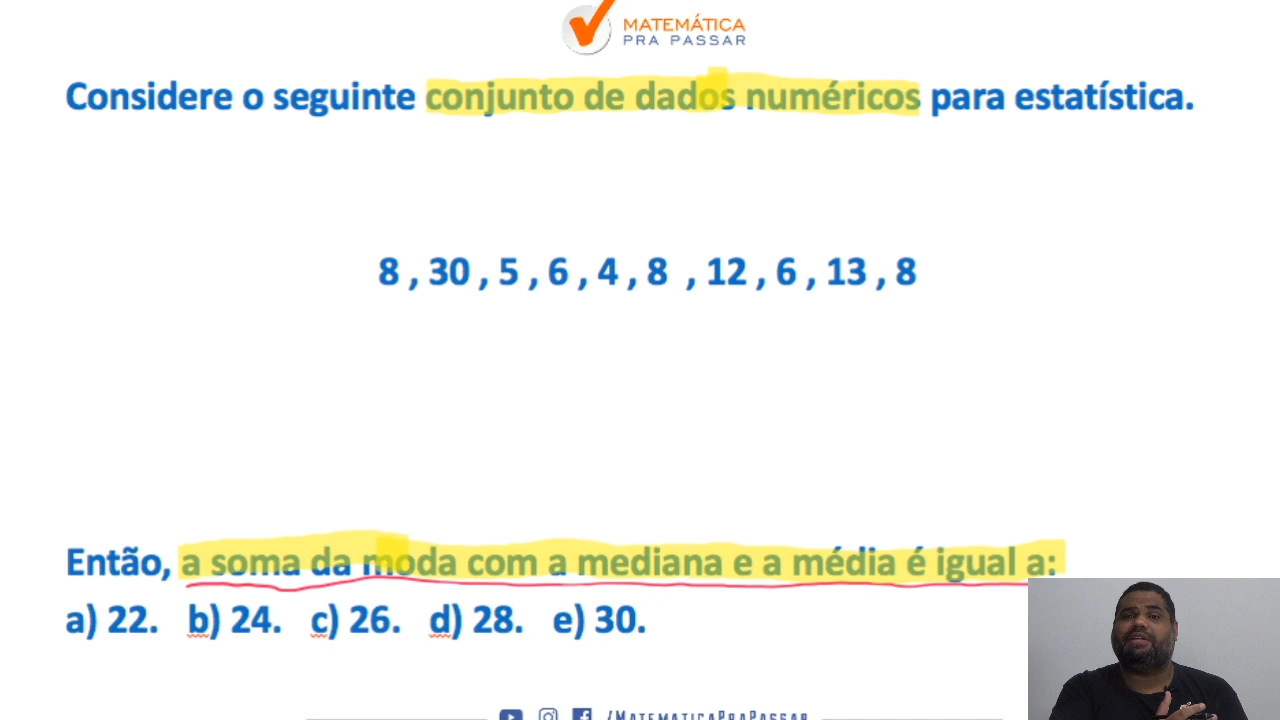 MATEMÁTICA
PRA PASSAR
Considere o seguinte conjunto de dados numéricos para estatística.
8 , 30 , 5 , 6 , 4 , 8 , 12 , 6 , 13 , 8
Então, a soma da moda com a mediana e a média é igual a:
a) 22. b) 24. c) 26. d) 28. e) 30.
/MATEMATICAPRAPASSAR